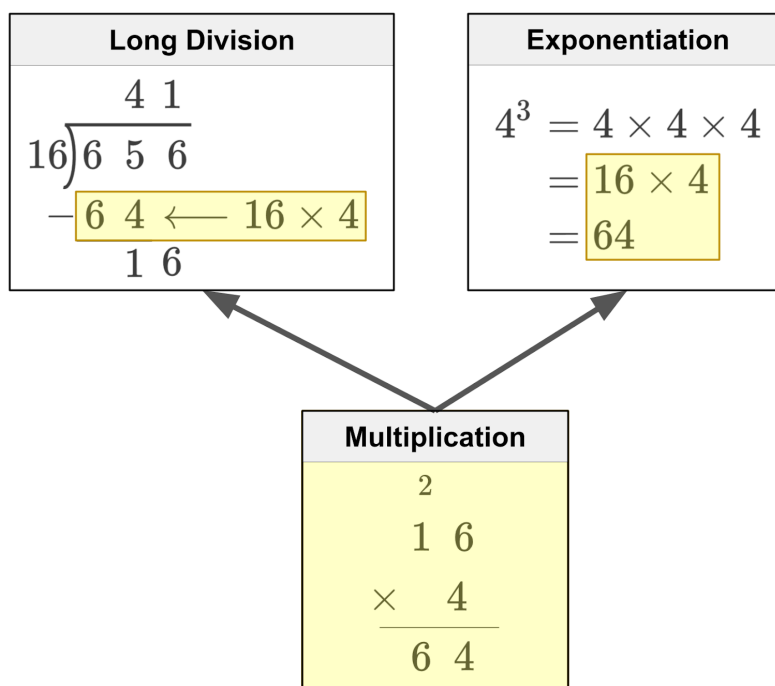 Long Division
4 1
16)6 5 6
−6 4 ⟵ 16 × 4
1 6
Exponentiation
4³ = 4 × 4 × 4
= 16 × 4
= 64
Multiplication
2
1 6
× 4
6 4